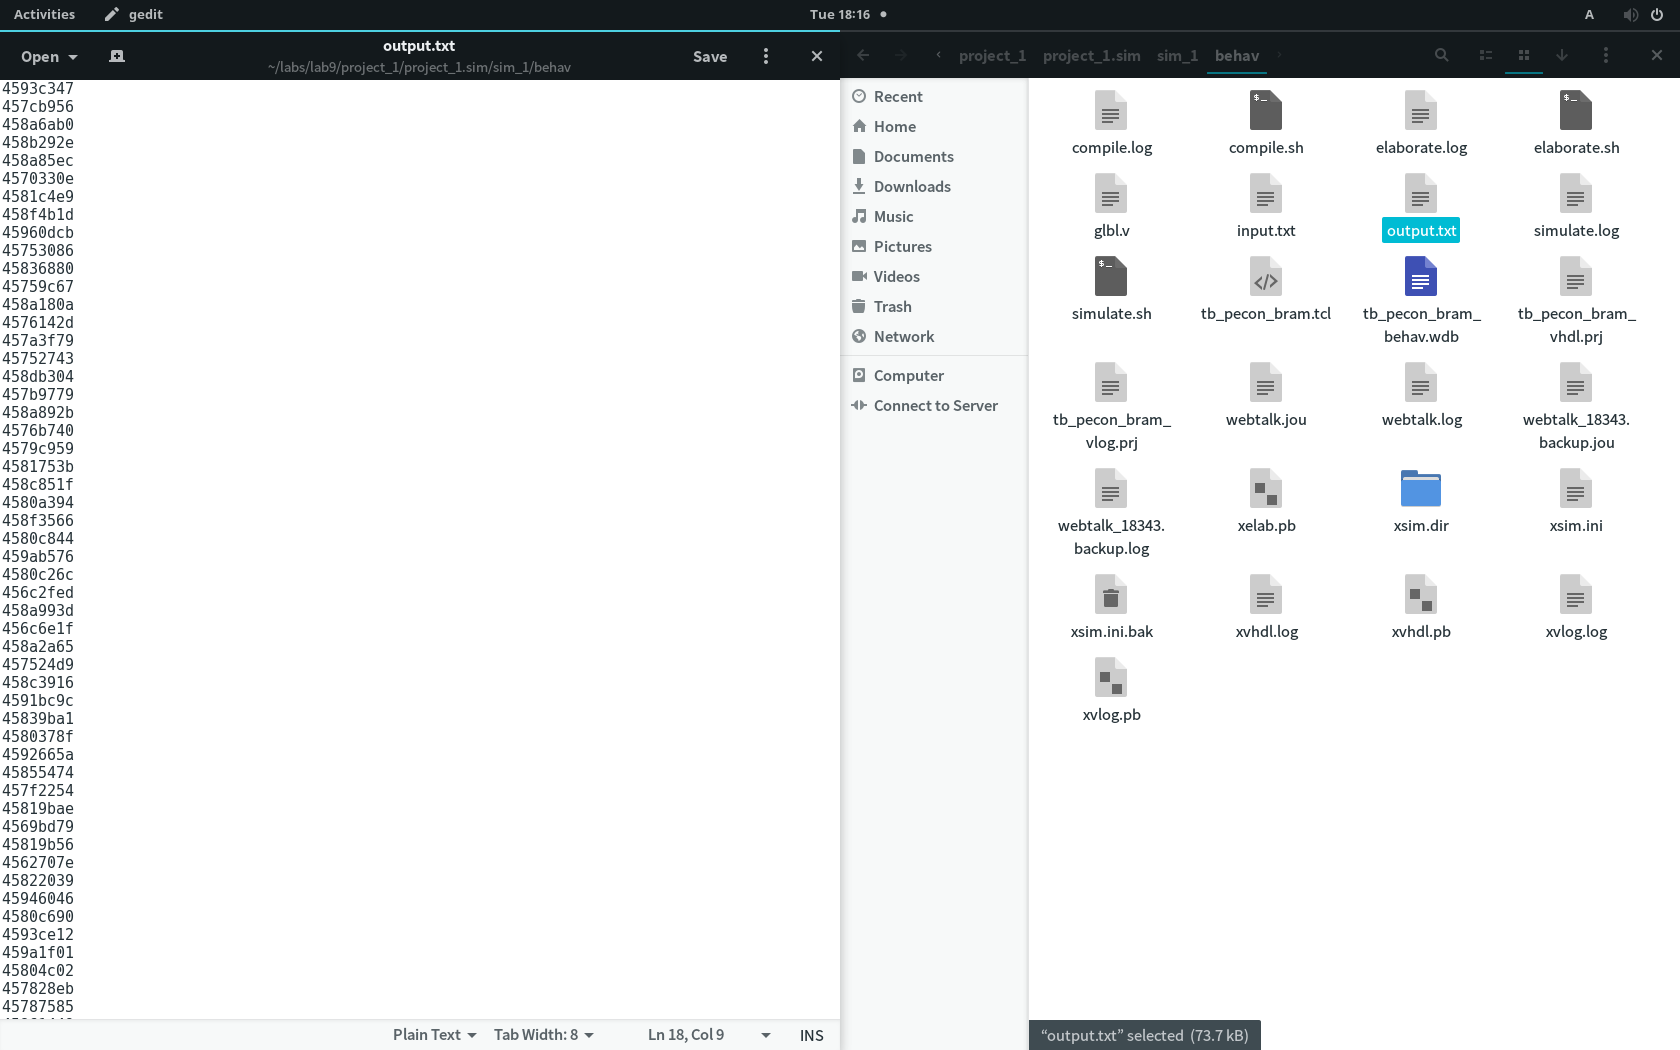 Activities gedit Tue 18:16 A
Open output.txt Save
~/labs/lab9/project_1/project_1.sim/sim_1/behav
project_1 project_1.sim sim_1 behav
4593c347
457cb956
458a6ab0
458b292e
458a85ec
4570330e
4581c4e9
458f4b1d
45960dcb
45753086
45836880
45759c67
458a180a
4576142d
457a3f79
45752743
458db304
457b9779
458a892b
4576b740
4579c959
4581753b
458c851f
4580a394
458f3566
4580c844
459ab576
4580c26c
456c2fed
458a993d
456c6e1f
458a2a65
457524d9
458c3916
4591bc9c
45839ba1
4580378f
4592665a
45855474
457f2254
45819bae
4569bd79
45819b56
4562707e
45822039
45946046
4580c690
4593ce12
459a1f01
45804c02
457828eb
45787585
Plain Text Tab Width: 8 Ln 18, Col 9 INS
Recent
Home
Documents
Downloads
Music
Pictures
Videos
Trash
Network
Computer
Connect to Server
compile.log compile.sh elaborate.log elaborate.sh
glbl.v input.txt output.txt simulate.log
simulate.sh tb_pecon_bram.tcl tb_pecon_bram_ tb_pecon_bram_
behav.wdb vhdl.prj
tb_pecon_bram_ webtalk.jou webtalk.log webtalk_18343.
vlog.prj backup.jou
webtalk_18343. xelab.pb xsim.dir xsim.ini
backup.log
xsim.ini.bak xvhdl.log xvhdl.pb xvlog.log
xvlog.pb
“output.txt” selected (73.7 kB)